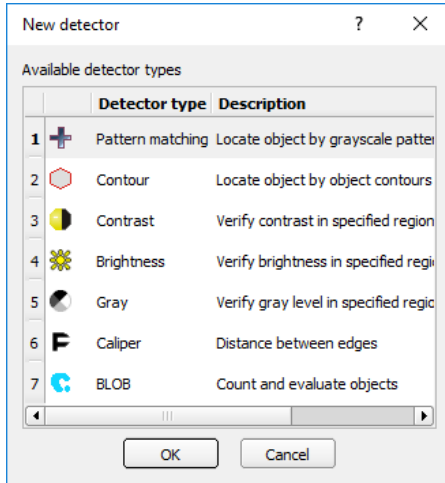 New detector ?
Available detector types
Detector type Description
1 Pattern matching Locate object by grayscale patter
2 Contour Locate object by object contours
3 Contrast Verify contrast in specified region
4 Brightness Verify brightness in specified regi
5 Gray Verify gray level in specified regic
6 Caliper Distance between edges
7 BLOB Count and evaluate objects
OK Cancel